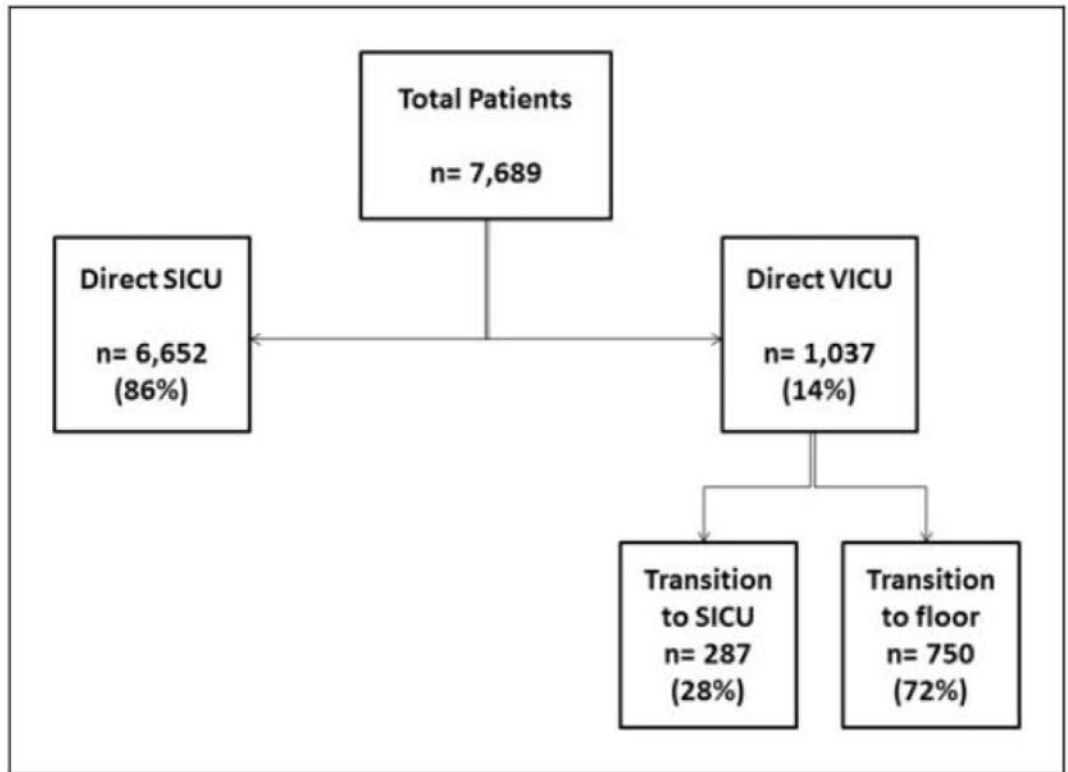 Total Patients
n= 7,689
Direct SICU
n= 6,652
(86%)
Direct VICU
n= 1,037
(14%)
Transition
to SICU
n= 287
(28%)
Transition
to floor
n= 750
(72%)